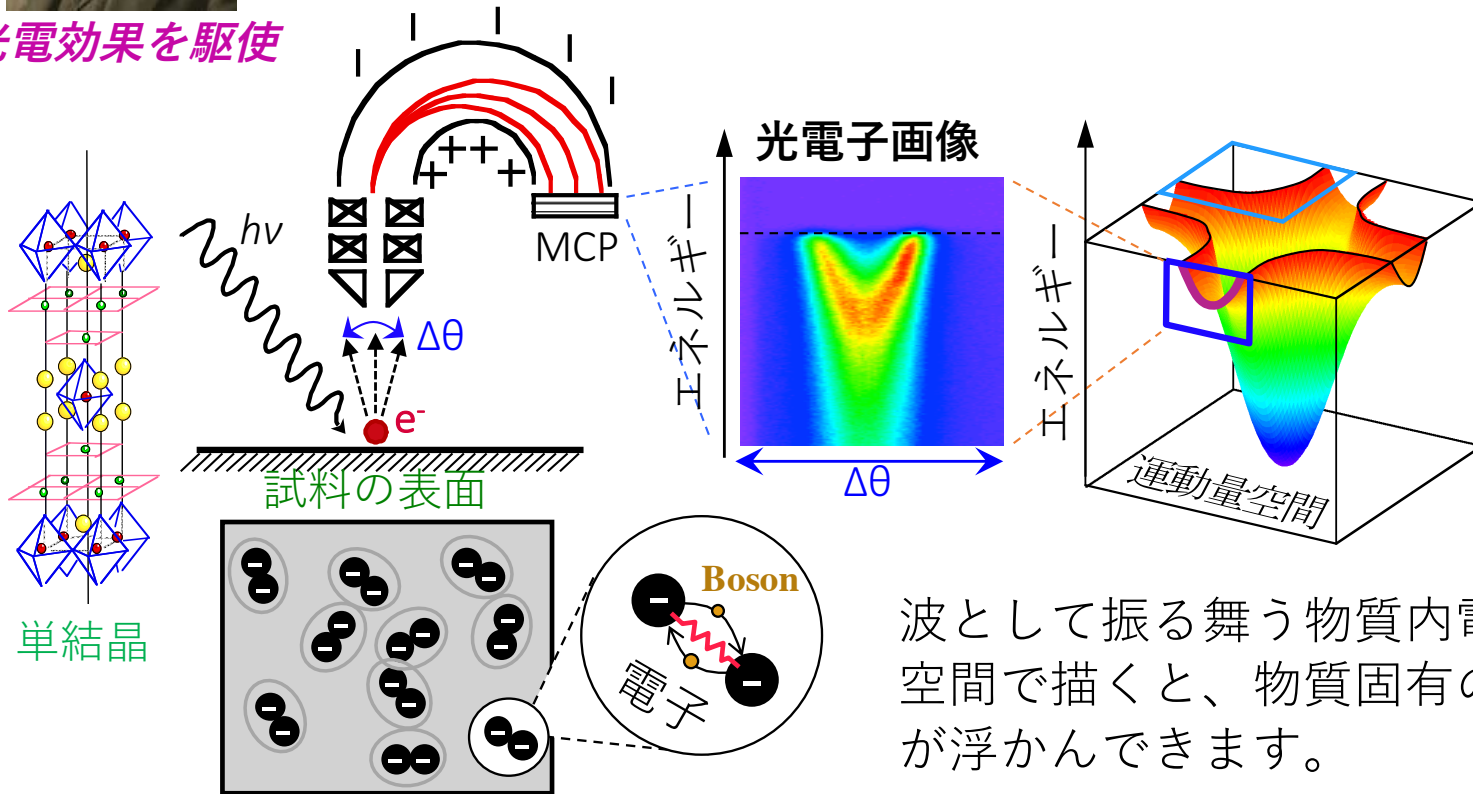 光電効果を駆使
hν
MCP
Δθ
e-
試料の表面
単結晶
光電子画像
エネルギー
Δθ
エネルギー
運動量空間
Boson
電子
波として振る舞う物質内電
空間で描くと、物質固有の
が浮かんできます。